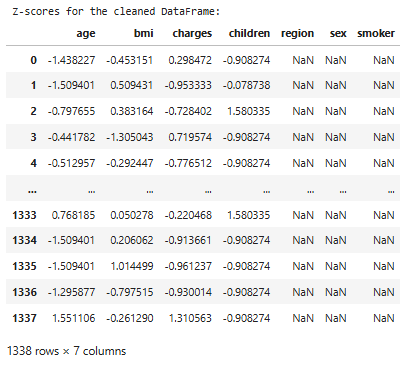 Z-scores for the cleaned DataFrame:
age bmi charges children region sex smoker
0 -1.438227 -0.453151 0.298472 -0.908274 NaN NaN NaN
1 -1.509401 0.509431 -0.953333 -0.078738 NaN NaN NaN
2 -0.797655 0.383164 -0.728402 1.580335 NaN NaN NaN
3 -0.441782 -1.305043 0.719574 -0.908274 NaN NaN NaN
4 -0.512957 -0.292447 -0.776512 -0.908274 NaN NaN NaN
... ... ... ... ... ... ... ...
1333 0.768185 0.050278 -0.220468 1.580335 NaN NaN NaN
1334 -1.509401 0.206062 -0.913661 -0.908274 NaN NaN NaN
1335 -1.509401 1.014499 -0.961237 -0.908274 NaN NaN NaN
1336 -1.295877 -0.797515 -0.930014 -0.908274 NaN NaN NaN
1337 1.551106 -0.261290 1.310563 -0.908274 NaN NaN NaN
1338 rows × 7 columns